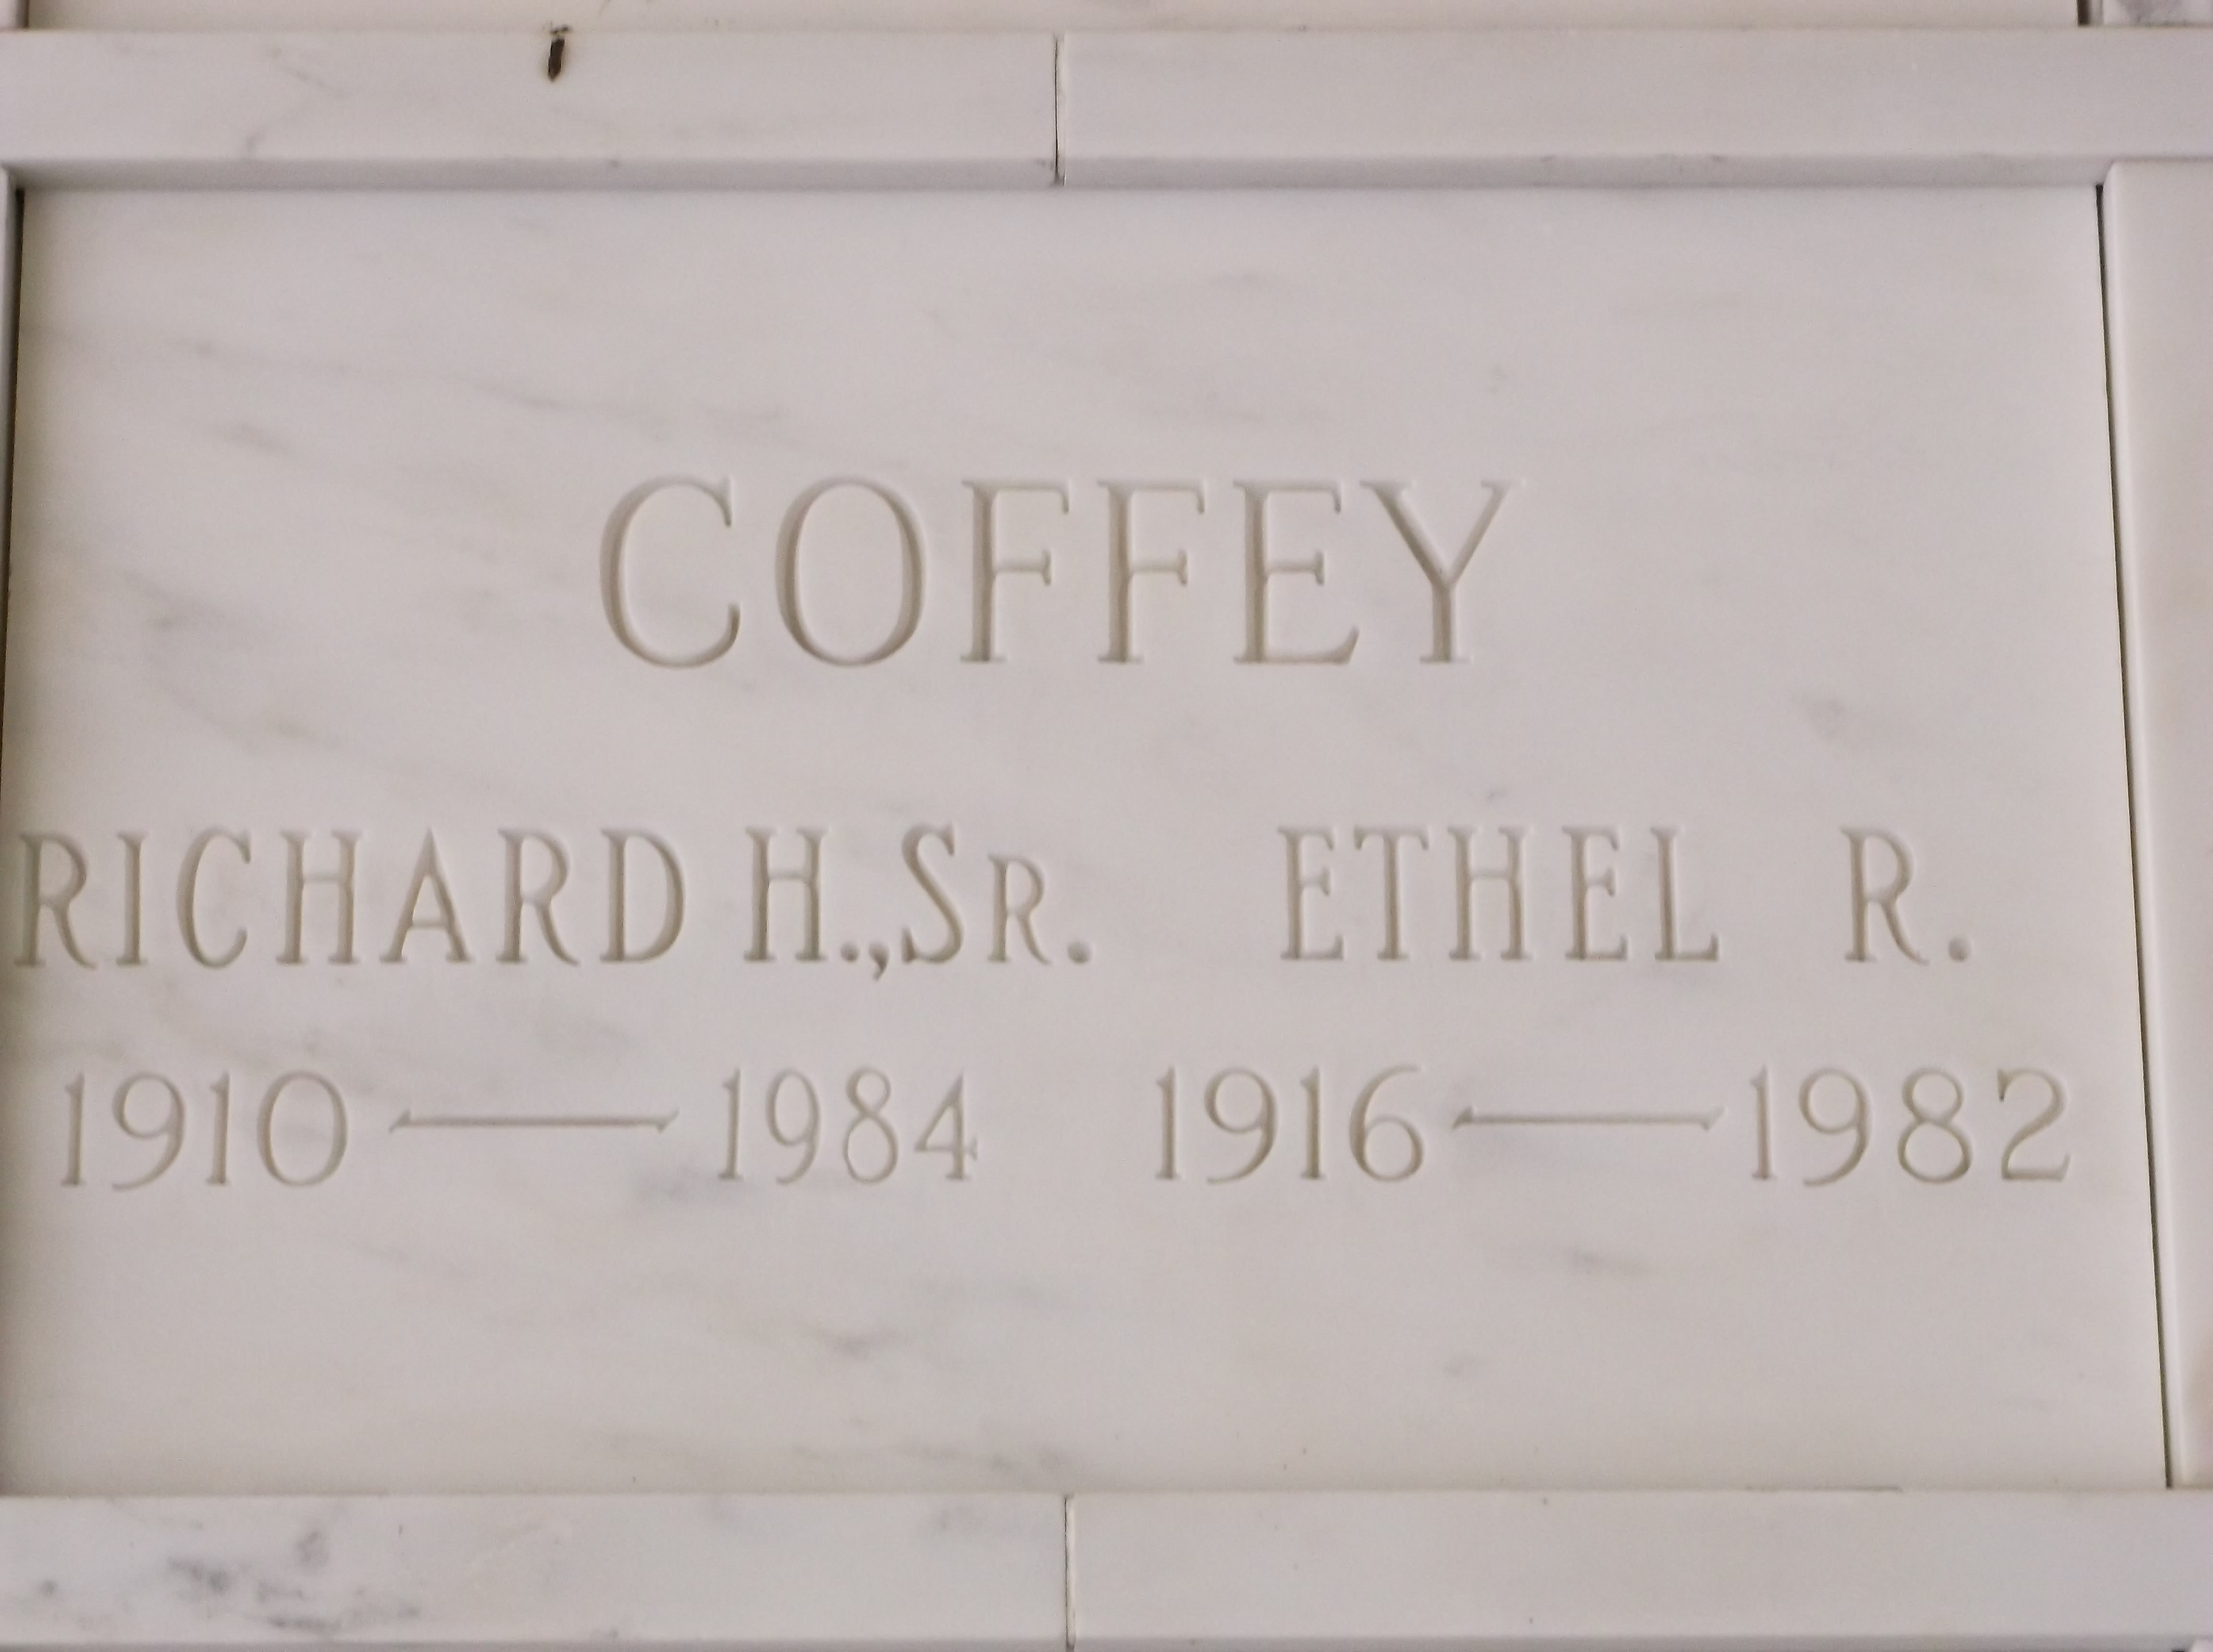 COFFEY
RICHARD H., SR. ETHEL R.
1910 — 1984 1916 — 1982